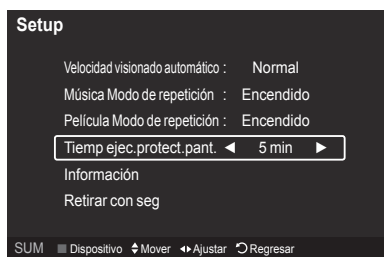 Setup
Velocidad visionado automático : Normal
Música Modo de repetición : Encendido
Película Modo de repetición : Encendido
Tiemp ejec.protect.pant. ◀ 5 min ▶
Información
Retirar con seg
SUM Dispositivo Mover Ajustar Regresar